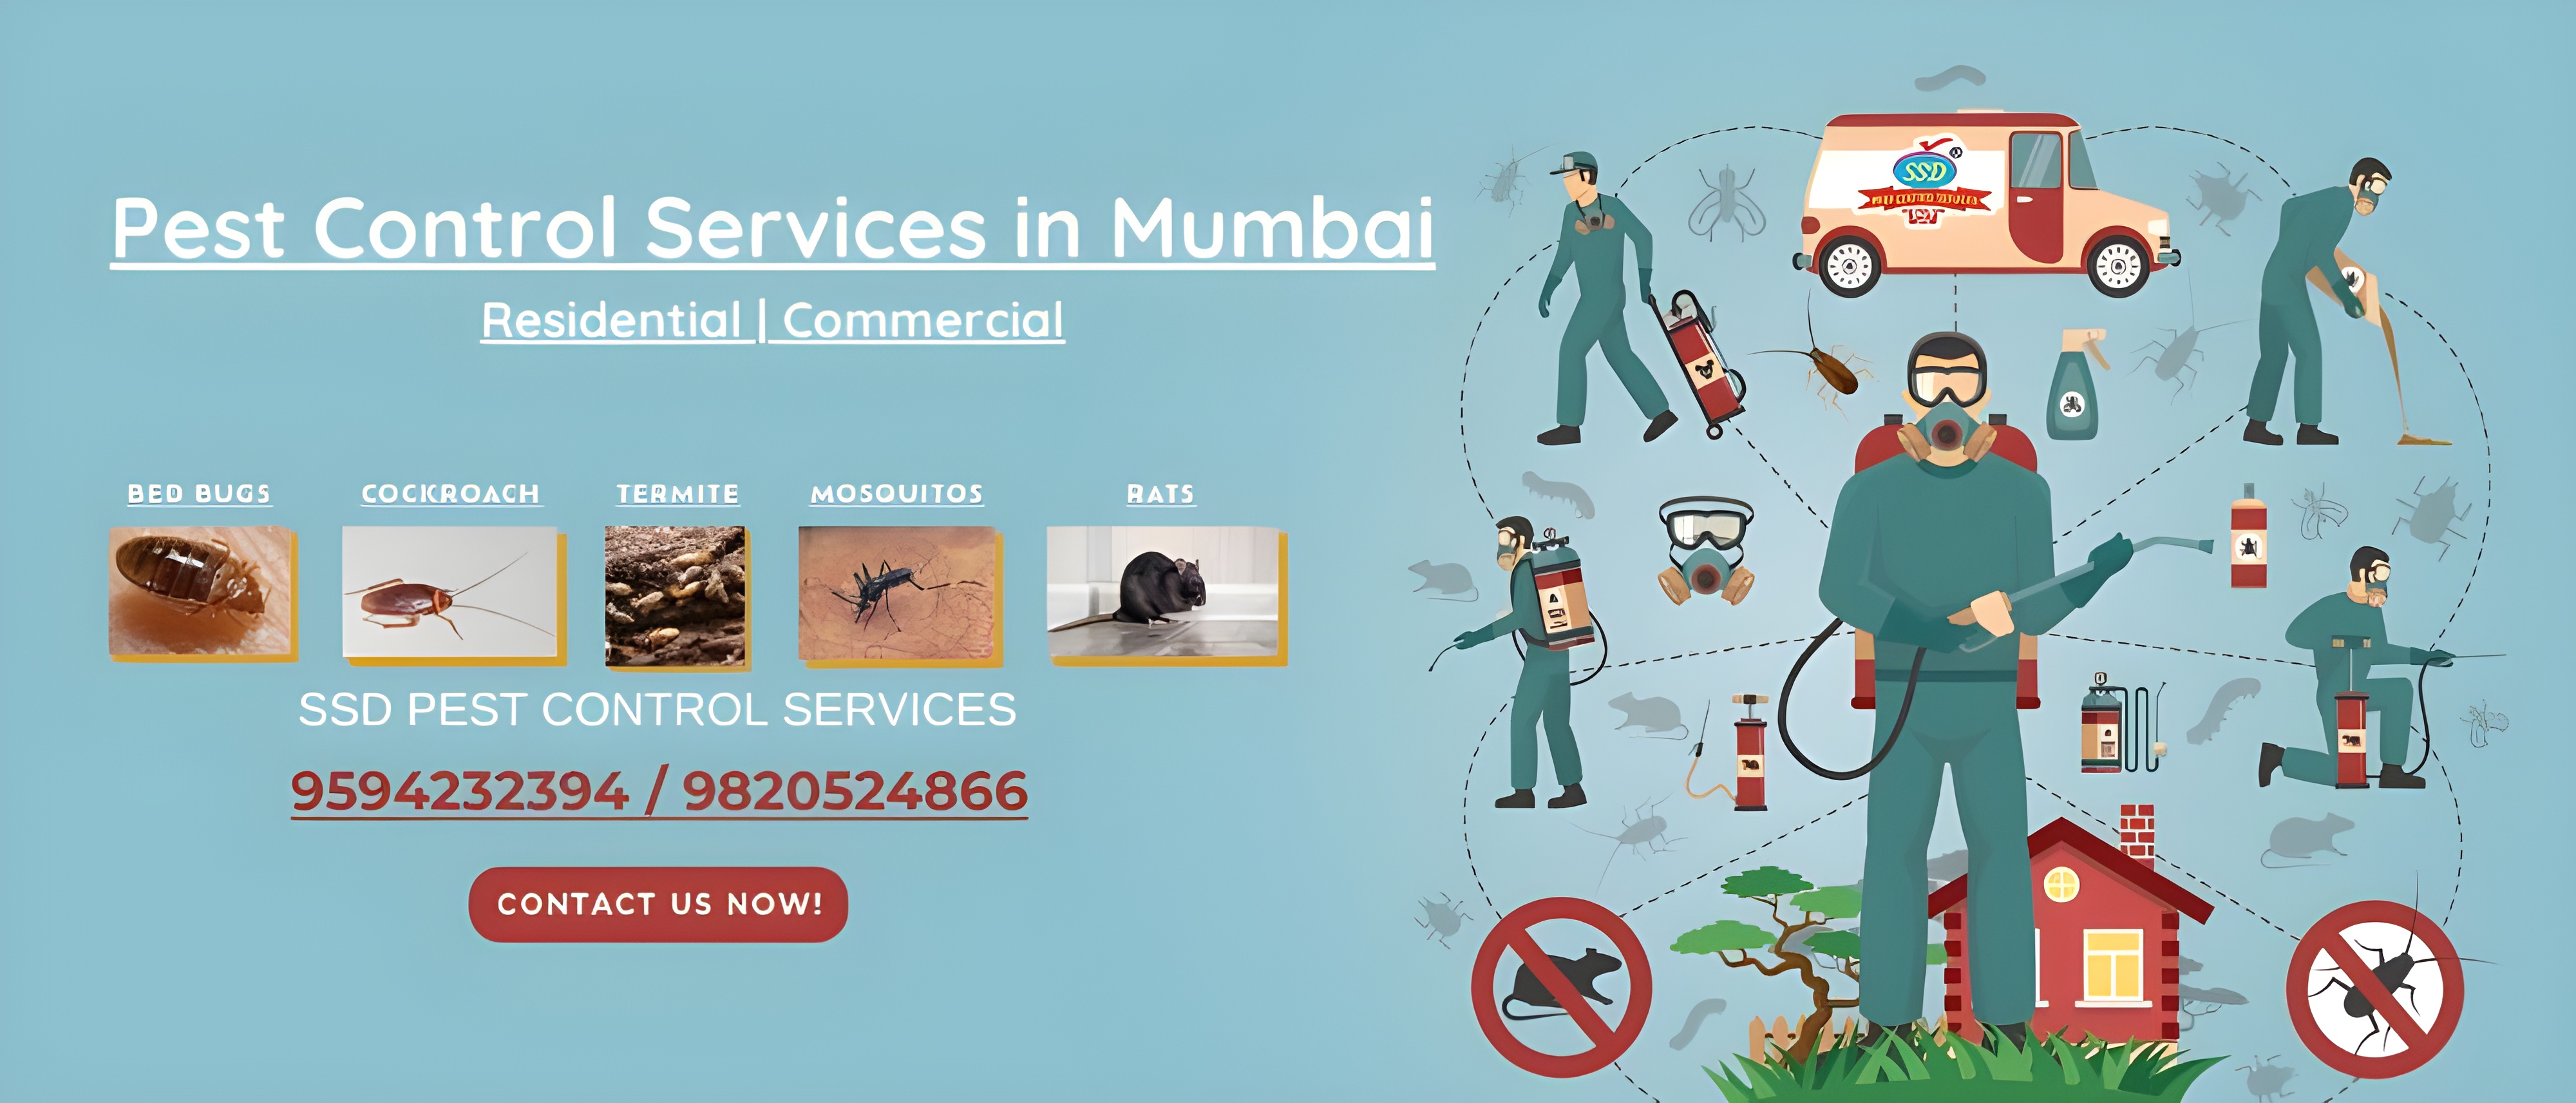 Pest Control Services in Mumbai
Residential | Commercial
BED BUGS
COCKROACH
TERMITE
MOSQUITOS
RATS
SSD PEST CONTROL SERVICES
9594232394 / 9820524866
CONTACT US NOW!
SSD